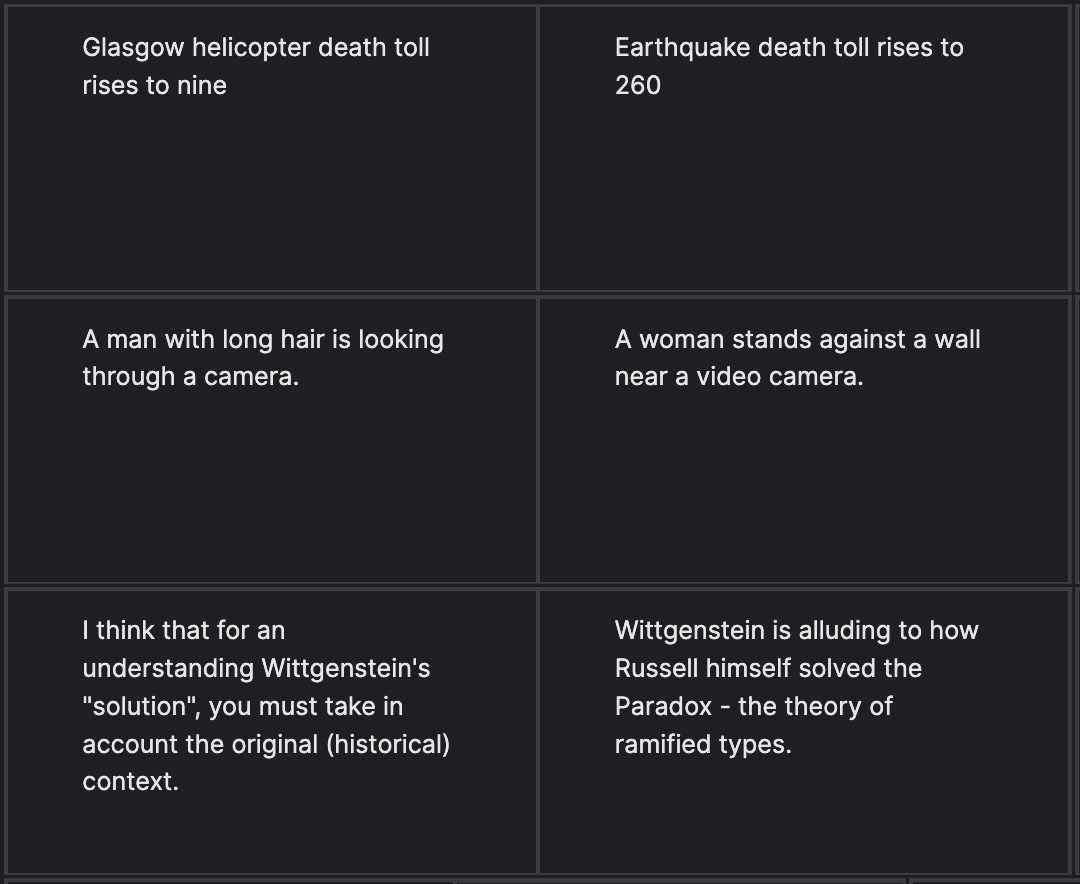 Glasgow helicopter death toll
rises to nine
Earthquake death toll rises to
260
A man with long hair is looking
through a camera.
A woman stands against a wall
near a video camera.
I think that for an
understanding Wittgenstein's
"solution", you must take in
account the original (historical)
context.
Wittgenstein is alluding to how
Russell himself solved the
Paradox - the theory of
ramified types.